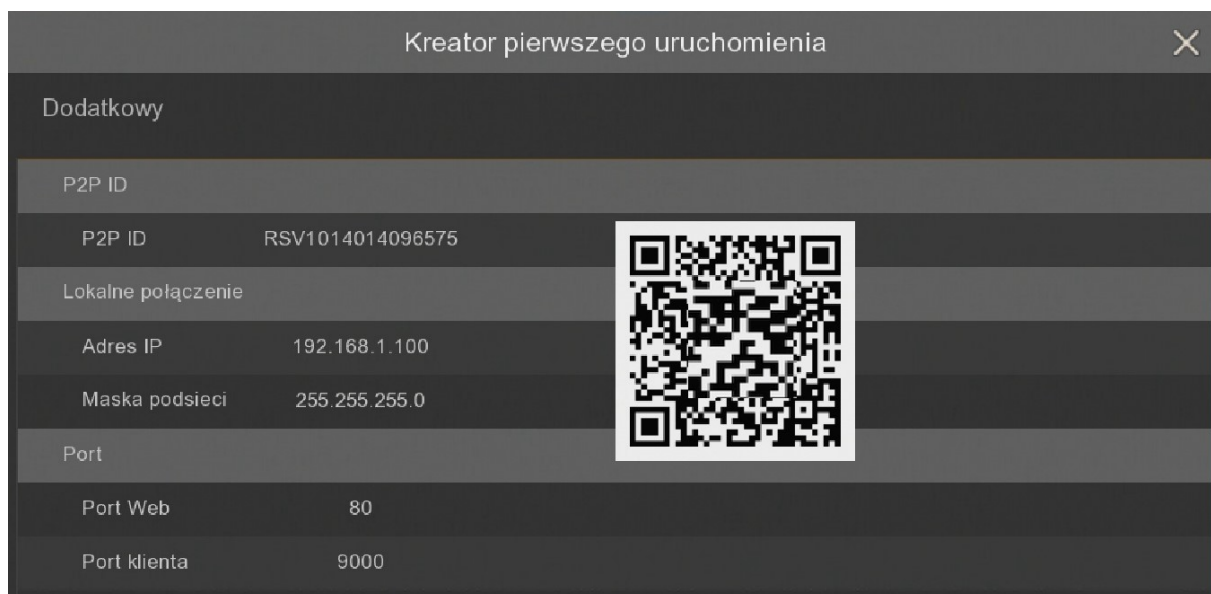 Kreator pierwszego uruchomienia
Dodatkowy
P2P ID
P2P ID RSV1014014096575
Lokalne połączenie
Adres IP 192.168.1.100
Maska podsieci 255.255.255.0
Port
Port Web 80
Port klienta 9000